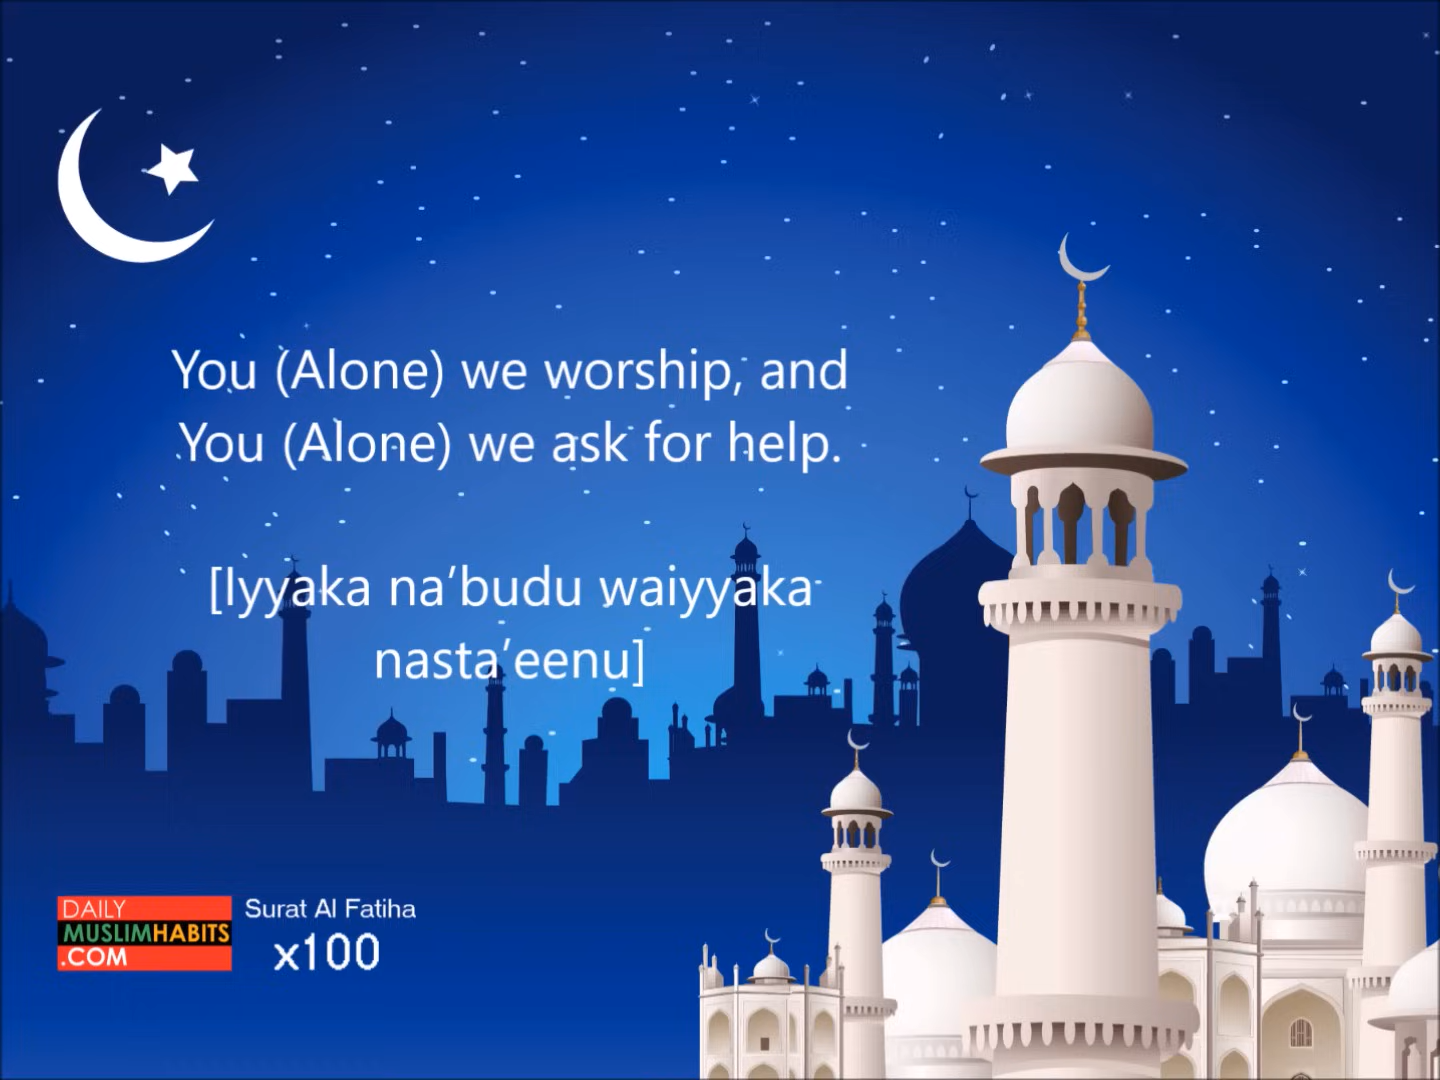 You (Alone) we worship, and
You (Alone) we ask for help.
[Iyyaka na’budu waiyyaka
nasta’eenu]
DAILY
MUSLIMHABITS
.COM
Surat Al Fatiha
x100